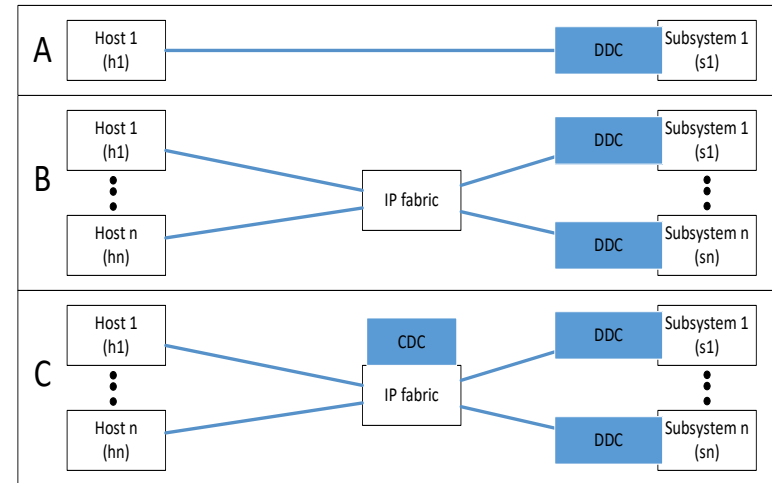 A
Host 1
(h1)
DDC
Subsystem 1
(s1)
B
Host 1
(h1)
DDC
Subsystem 1
(s1)
IP fabric
Host n
(hn)
DDC
Subsystem n
(sn)
C
Host 1
(h1)
CDC
DDC
Subsystem 1
(s1)
IP fabric
Host n
(hn)
DDC
Subsystem n
(sn)